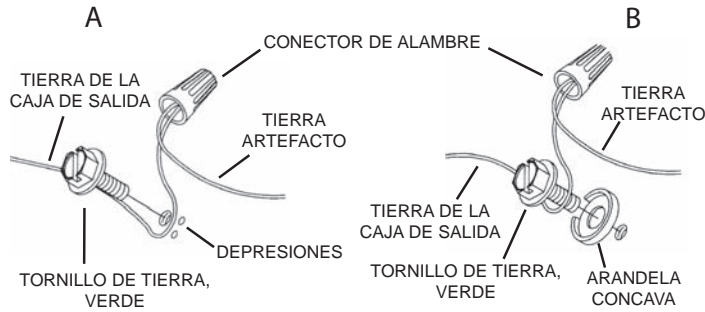 A
B
CONECTOR DE ALAMBRE
TIERRA DE LA
CAJA DE SALIDA
TIERRA
ARTEFACTO
DEPRESIONES
TORNILLO DE TIERRA,
VERDE
TIERRA
ARTEFACTO
TIERRA DE LA
CAJA DE SALIDA
TORNILLO DE TIERRA,
VERDE
ARANDELA
CONCAVA